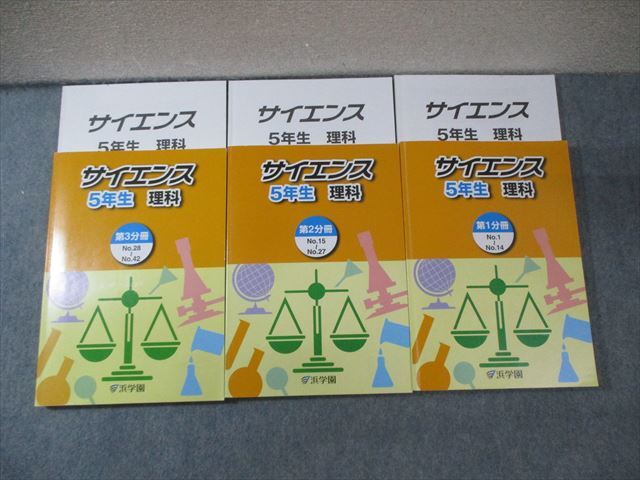 サイエンス
5年生 理科
サイエンス
5年生 理科
サイエンス
5年生 理科
サイエンス
5年生 理科
第3分冊
No.28
～
No.42
浜学園
サイエンス
5年生 理科
第2分冊
No.15
～
No.27
浜学園
サイエンス
5年生 理科
第1分冊
No.1
～
No.14
浜学園